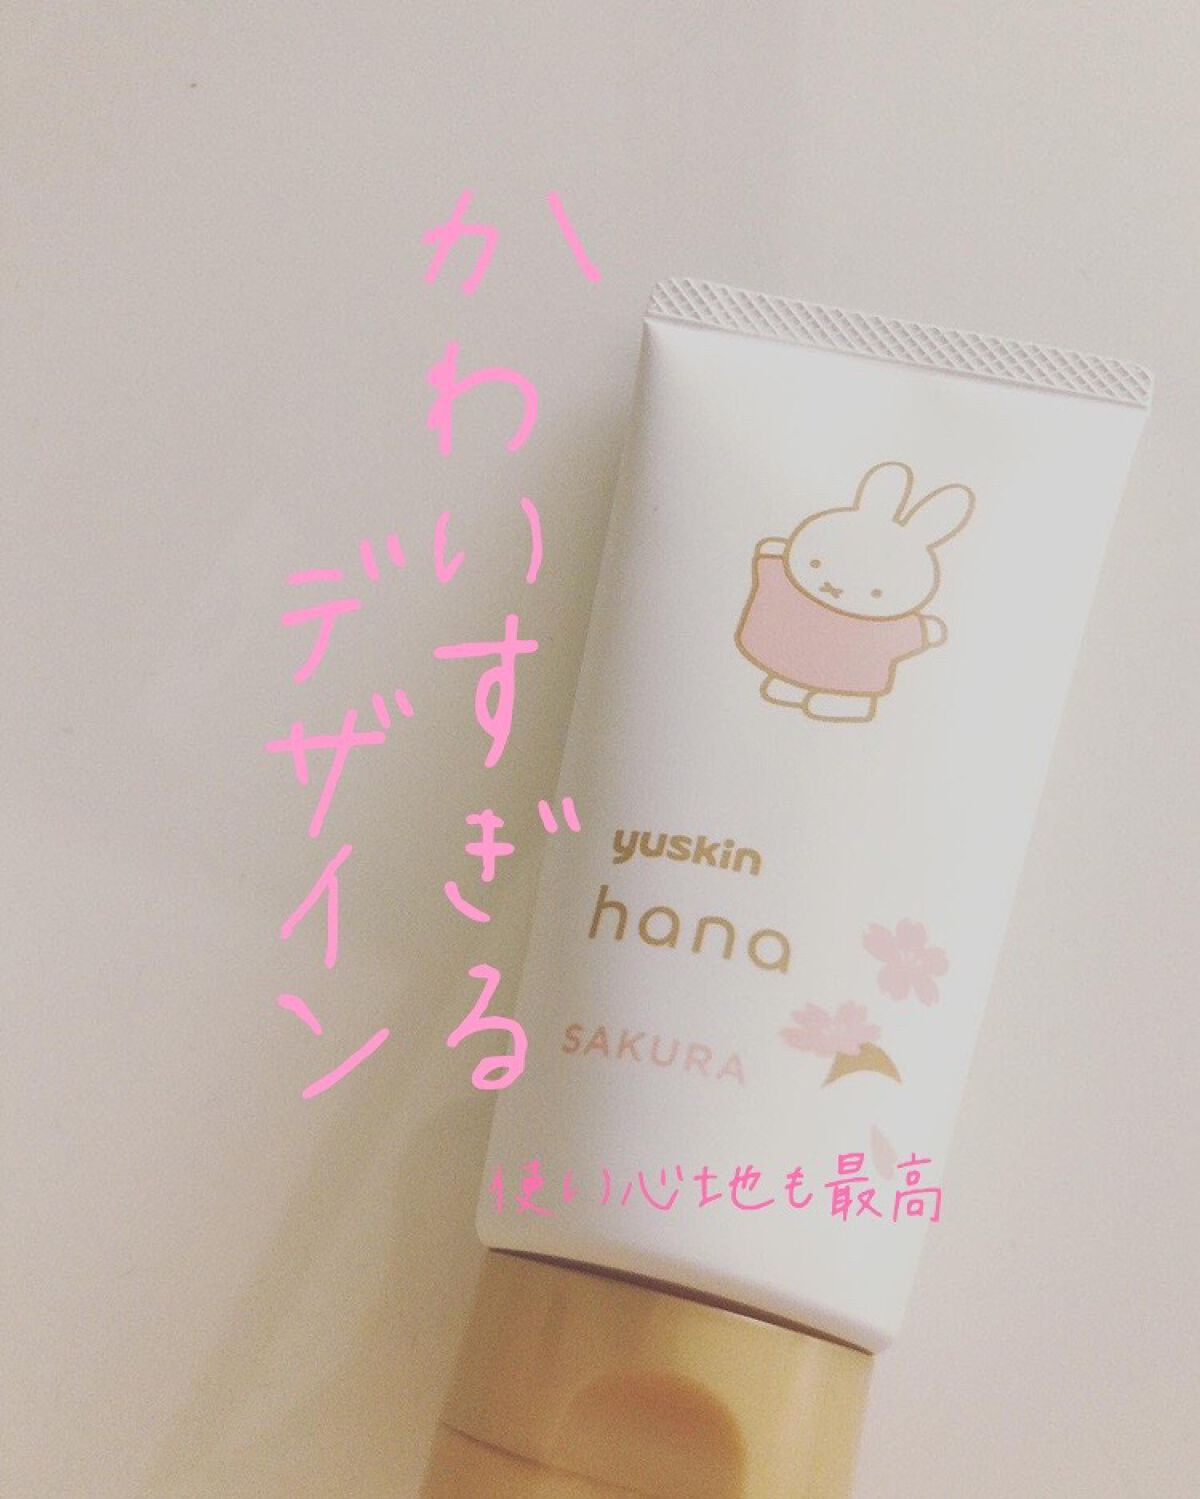 かわいすぎる
デザイン
yuskin
hana
SAKURA
使い心地も最高